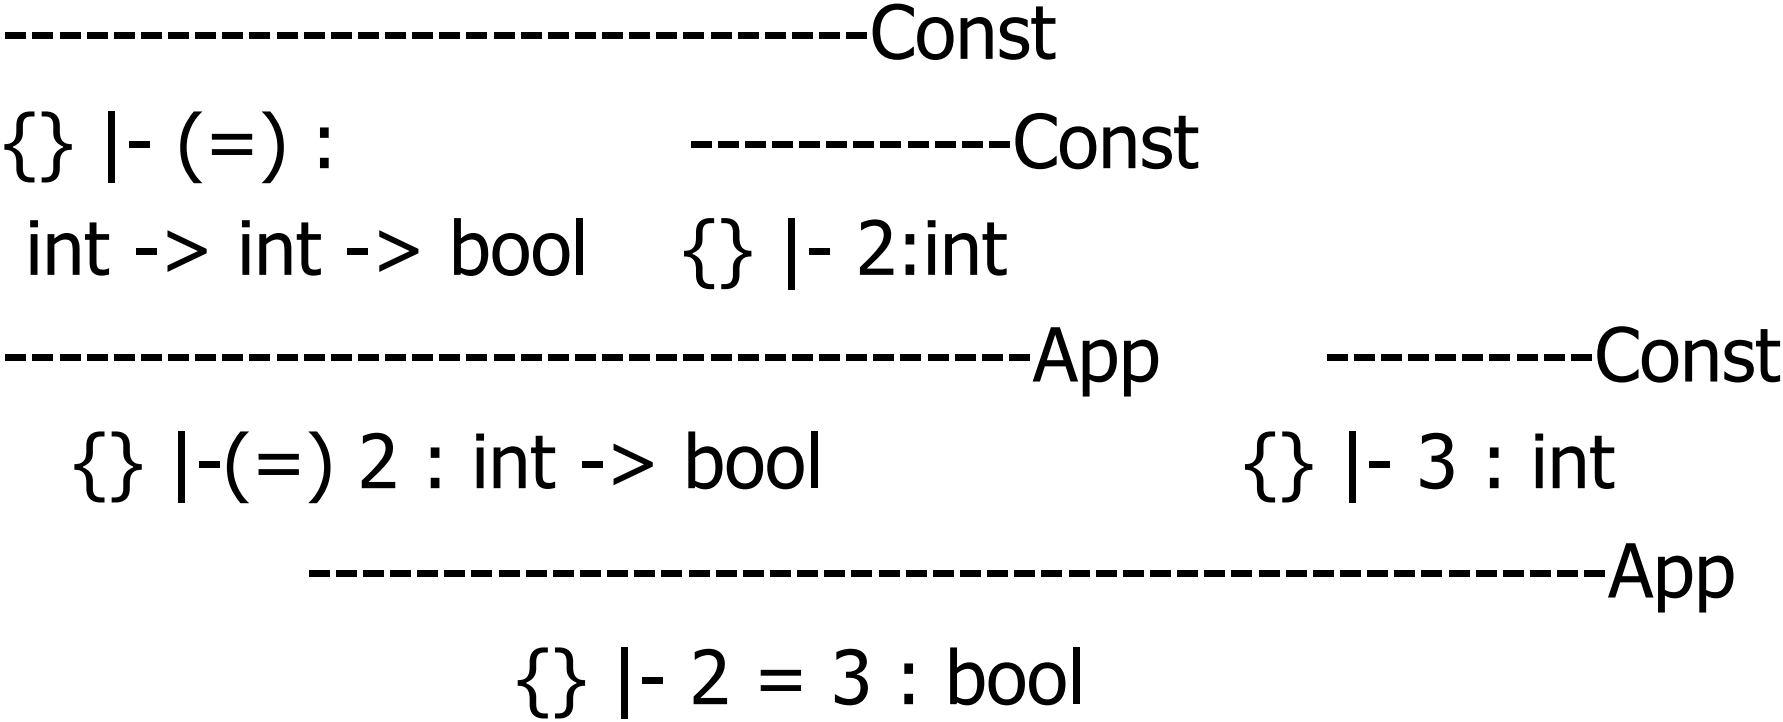 --------------------------------Const
{} |- (=) : ------------Const
int -> int -> bool {} |- 2:int
--------------------------------------App ----------Const
{} |-(=) 2 : int -> bool {} |- 3 : int
------------------------------------------------App
{} |- 2 = 3 : bool